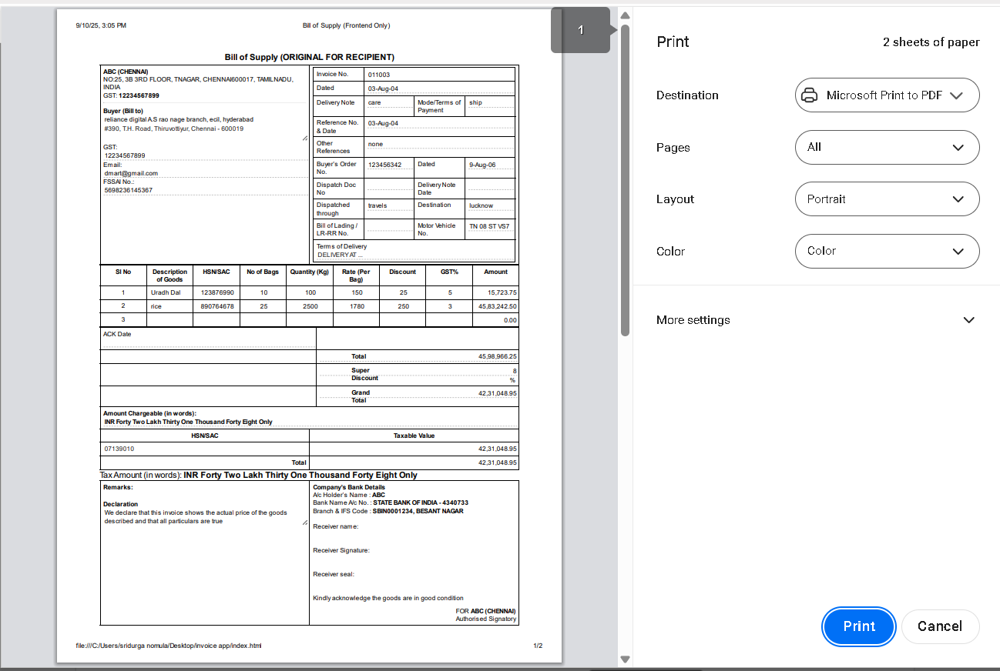 9/10/25, 3:05 PM
Bill of Supply (Frontend Only)
1
Bill of Supply (ORIGINAL FOR RECIPIENT)
ABC (CHENNAI)
NO:25, 3B 3RD FLOOR, TNAGAR, CHENNAI600017, TAMILNADU,
INDIA
GST: 12234567899
Buyer (Bill to)
reliance digital A.S rao nage branch, ecil, hyderabad
#390, T.H. Road, Thiruvottiyur, Chennai - 600019
GST:
12234567899
Email:
dmart@gmail.com
FSSAI No.:
5698236145367
Invoice No. 011003
Dated 03-Aug-04
Delivery Note care Mode/Terms of ship
Payment
Reference No. 03-Aug-04
& Date
Other none
References
Buyer's Order 123456342 Dated 9-Aug-06
No.
Dispatch Doc Delivery Note
No Date
Dispatched travels Destination lucknow
through
Bill of Lading / Motor Vehicle TN 08 ST VS7
LR-RR No. No.
Terms of Delivery
DELIVERY AT ...
Sl No Description HSN/SAC No of Bags Quantity (Kg) Rate (Per Discount GST% Amount
of Goods Bag)
1 Uradh Dal 123876990 10 100 150 25 5 15,723.75
2 rice 890764678 25 2500 1780 250 3 45,83,242.50
3 0.00
ACK Date
Total 45,98,966.25
Super 8
Discount %
Grand 42,31,048.95
Total
Amount Chargeable (in words):
INR Forty Two Lakh Thirty One Thousand Forty Eight Only
HSN/SAC Taxable Value
07139010 42,31,048.95
Total 42,31,048.95
Tax Amount (in words): INR Forty Two Lakh Thirty One Thousand Forty Eight Only
Remarks:
Declaration
We declare that this invoice shows the actual price of the goods
described and that all particulars are true
Company's Bank Details
A/c Holder's Name : ABC
Bank Name A/c No. : STATE BANK OF INDIA - 4340733
Branch & IFS Code : SBIN0001234, BESANT NAGAR
Receiver name:
Receiver Signature:
Receiver seal:
Kindly acknowledge the goods are in good condition
FOR ABC (CHENNAI)
Authorised Signatory
file:///C:/Users/sridurga nomula/Desktop/invoice app/index.html
1/2
Print
2 sheets of paper
Destination
Microsoft Print to PDF
Pages
All
Layout
Portrait
Color
Color
More settings
Print
Cancel